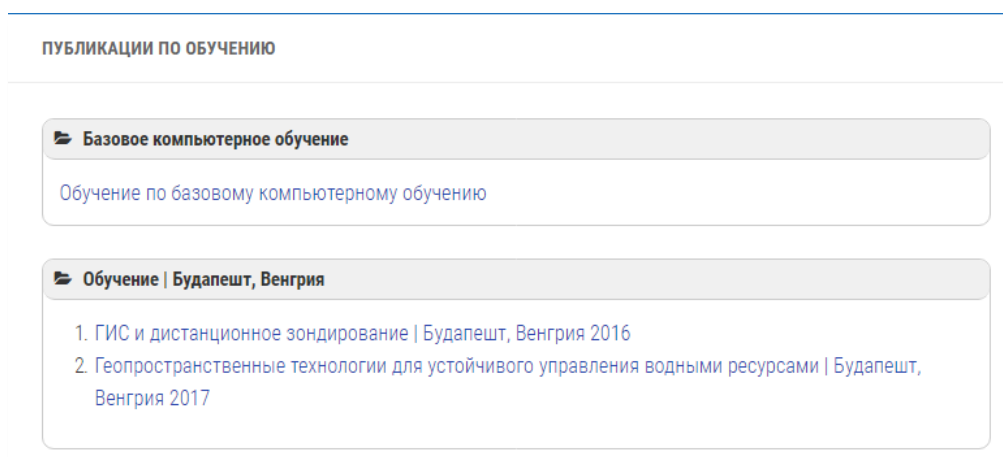 ПУБЛИКАЦИИ ПО ОБУЧЕНИЮ
Базовое компьютерное обучение
Обучение по базовому компьютерному обучению
Обучение | Будапешт, Венгрия
1. ГИС и дистанционное зондирование | Будапешт, Венгрия 2016
2. Геопространственные технологии для устойчивого управления водными ресурсами | Будапешт,
Венгрия 2017